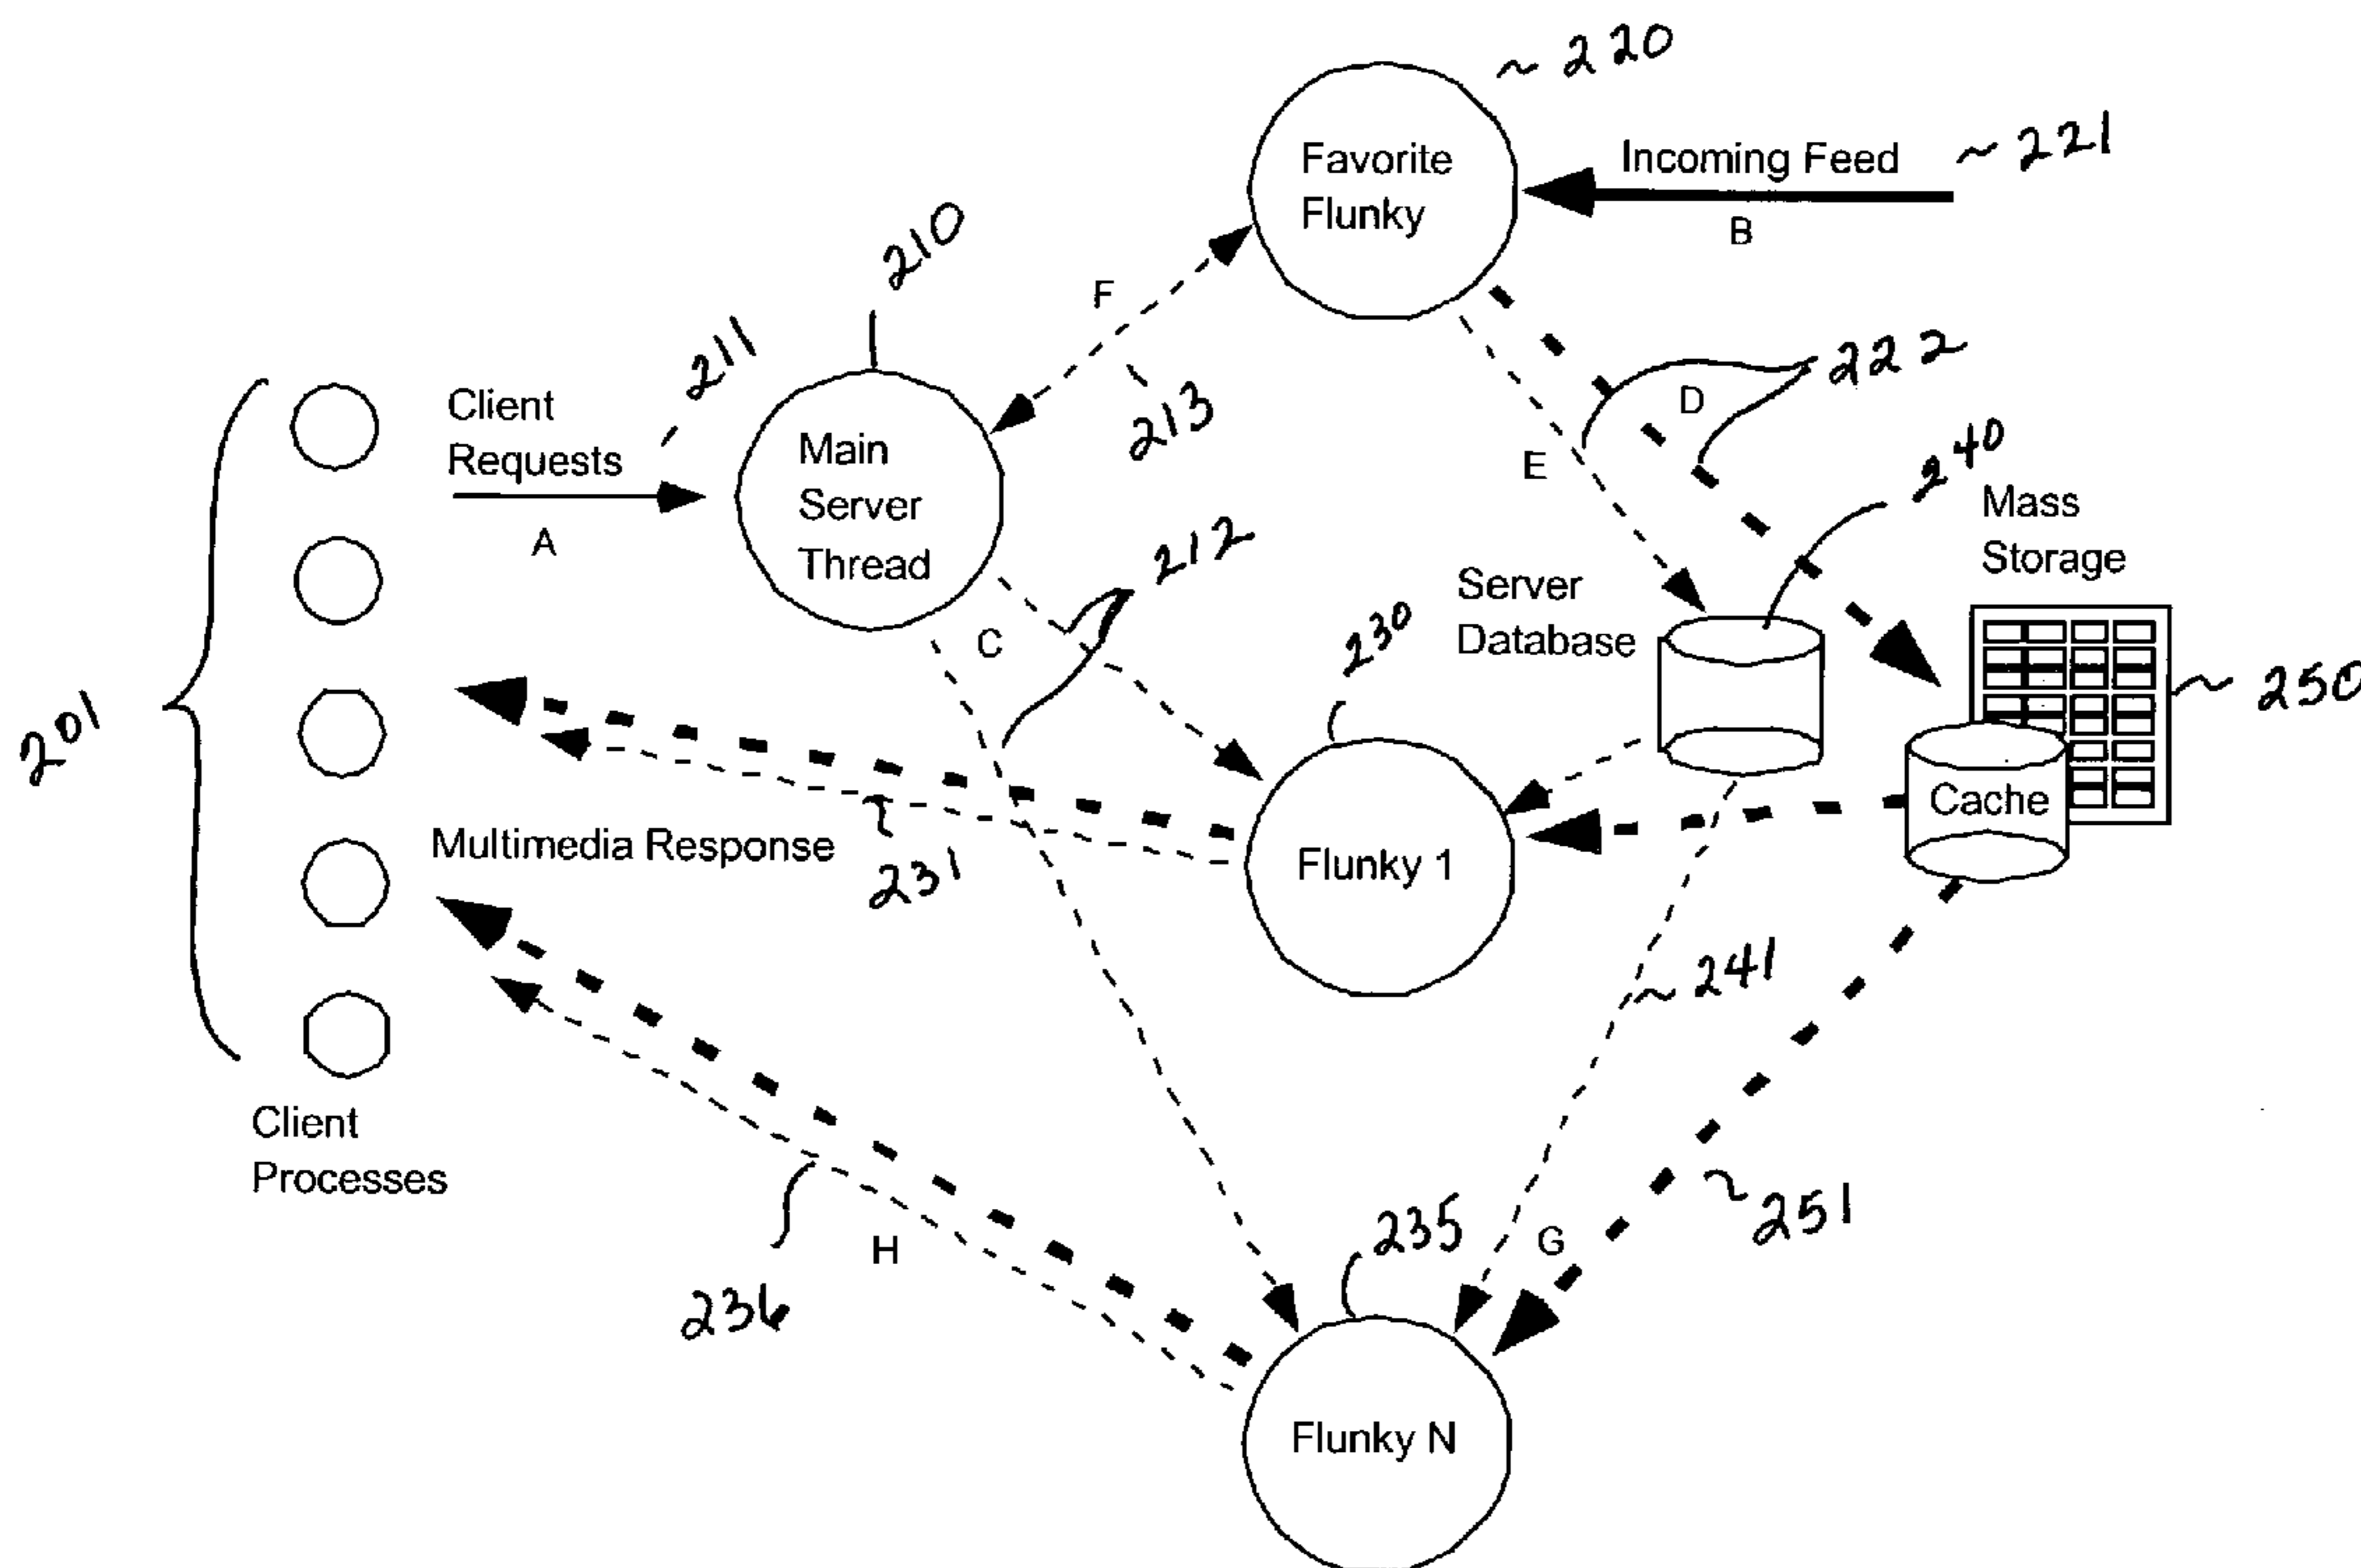 ~ 220
Favorite
Flunky
Incoming Feed
~ 221
B
210
F
211
213
Client
Requests
A
Main
Server
Thread
222
D
E
240
Mass
Storage
212
C
Server
Database
230
250
201
Cache
Multimedia Response
231
Flunky 1
241
Client
Processes
251
235
G
H
236
Flunky N